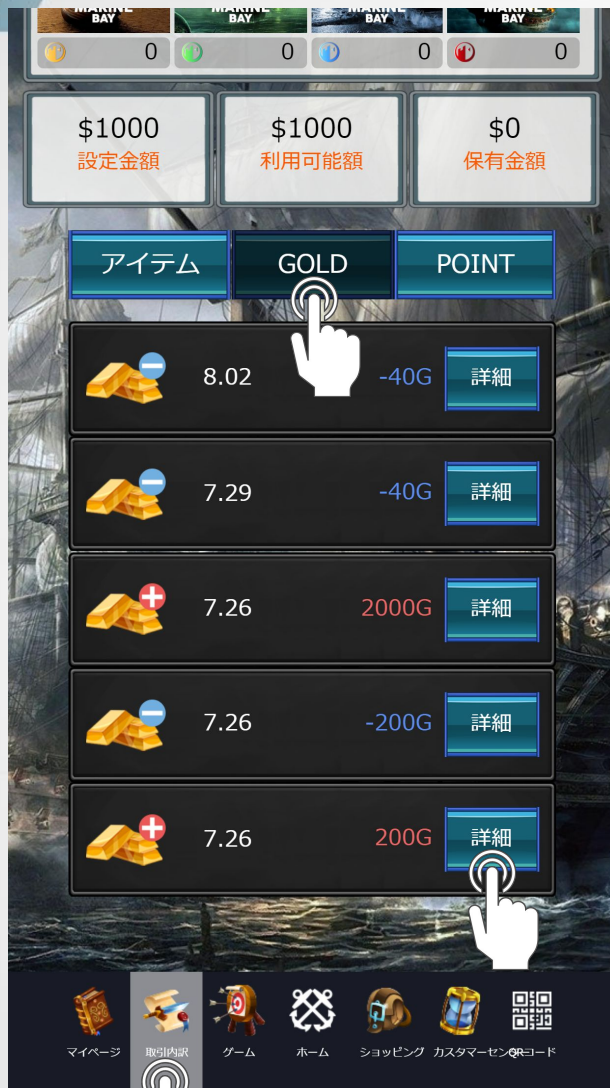 MARINE
BAY
MARINE
BAY
MARINE
BAY
MARINE
BAY
0
0
0
0
$1000
設定金額
$1000
利用可能額
$0
保有金額
アイテム
GOLD
POINT
8.02
-40G
詳細
7.29
-40G
詳細
7.26
2000G
詳細
7.26
-200G
詳細
7.26
200G
詳細
マイページ
取引内訳
ゲーム
ホーム
ショッピング
カスタマーセン
QRコード